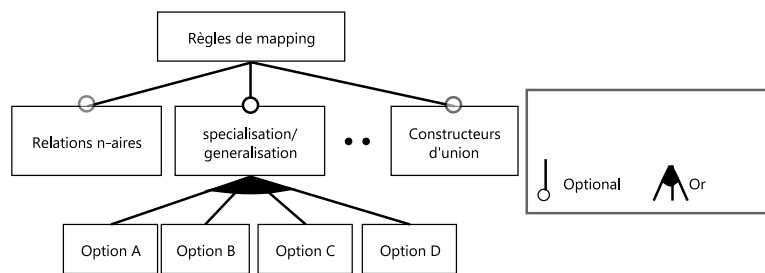 Règles de mapping
Relations n-aires
specialisation/
generalisation
Constructeurs
d'union
Optional
Or
Option A
Option B
Option C
Option D